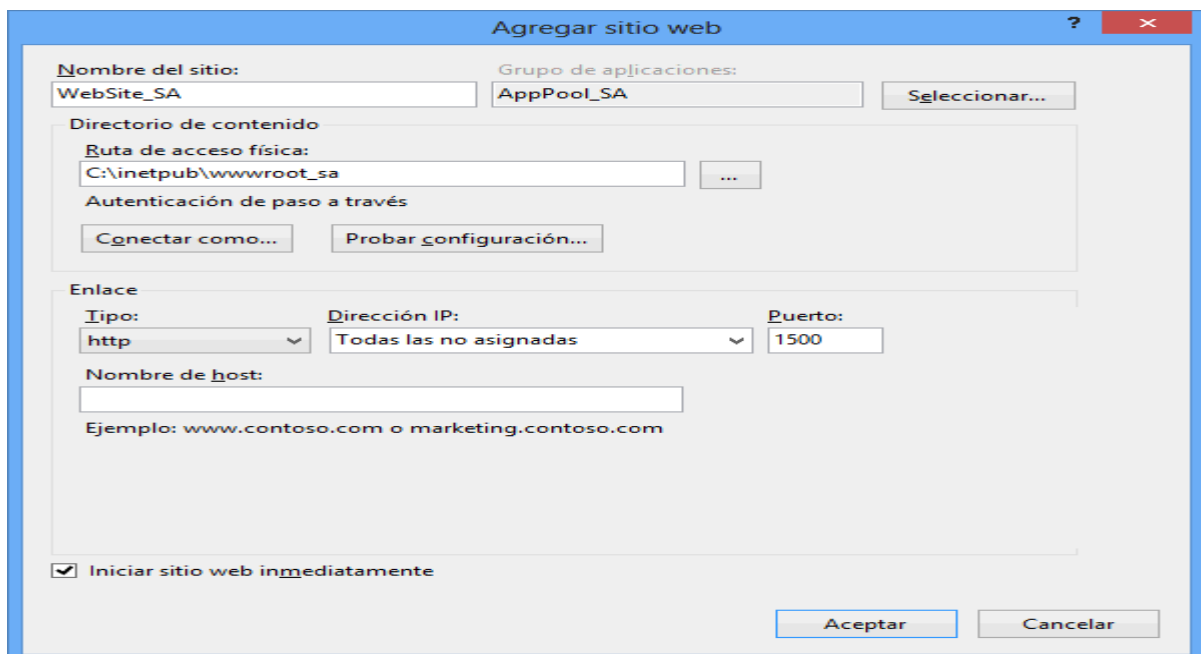 Agregar sitio web
?
Nombre del sitio: Grupo de aplicaciones:
WebSite_SA AppPool_SA Seleccionar...
Directorio de contenido
Ruta de acceso física:
C:\inetpub\wwwroot_sa ...
Autenticación de paso a través
Conectar como... Probar configuración...
Enlace
Tipo: Dirección IP: Puerto:
http Todas las no asignadas 1500
Nombre de host:
Ejemplo: www.contoso.com o marketing.contoso.com
Iniciar sitio web inmediatamente
Aceptar Cancelar